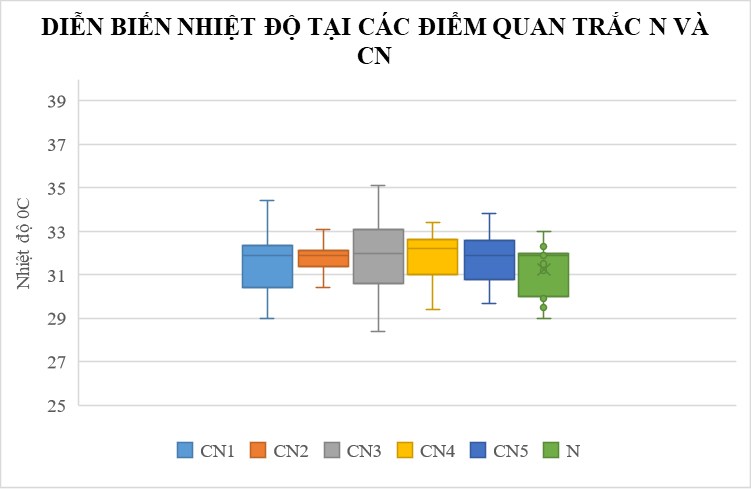 DIỄN BIẾN NHIỆT ĐỘ TẠI CÁC ĐIỂM QUAN TRẮC N VÀ
CN
39
37
35
33
31
29
27
25
Nhiệt độ 0C
CN1 CN2 CN3 CN4 CN5 N